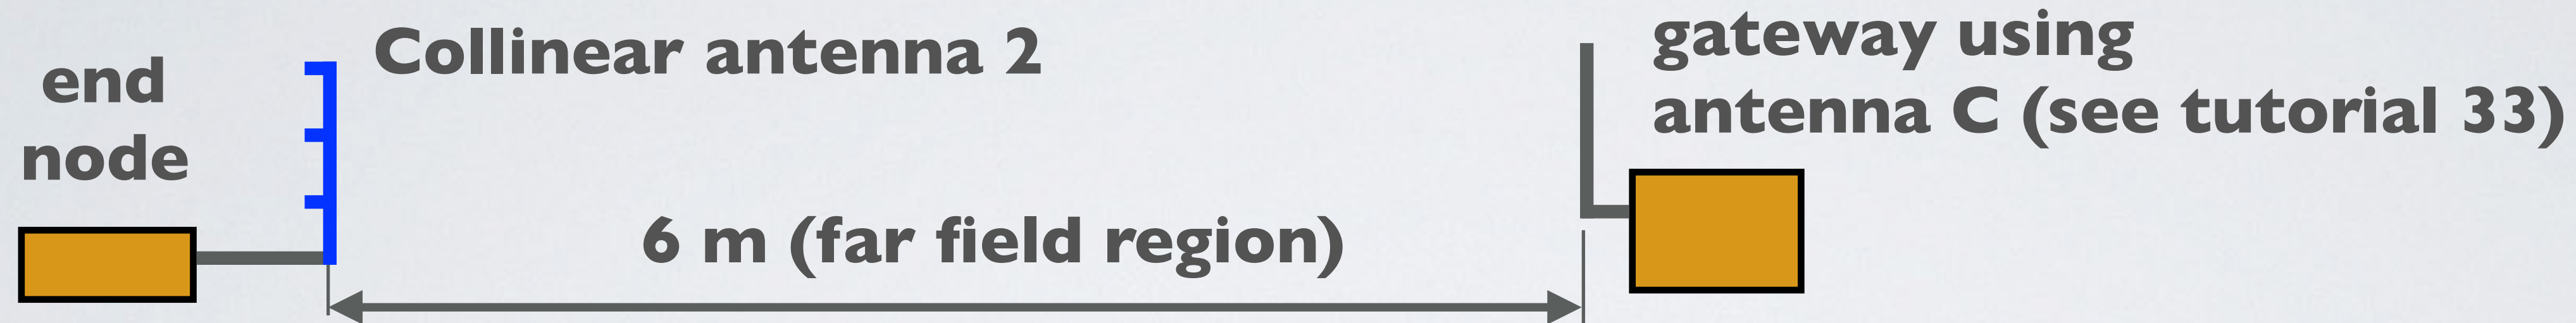 end
node
Collinear antenna 2
6 m (far field region)
gateway using
antenna C (see tutorial 33)